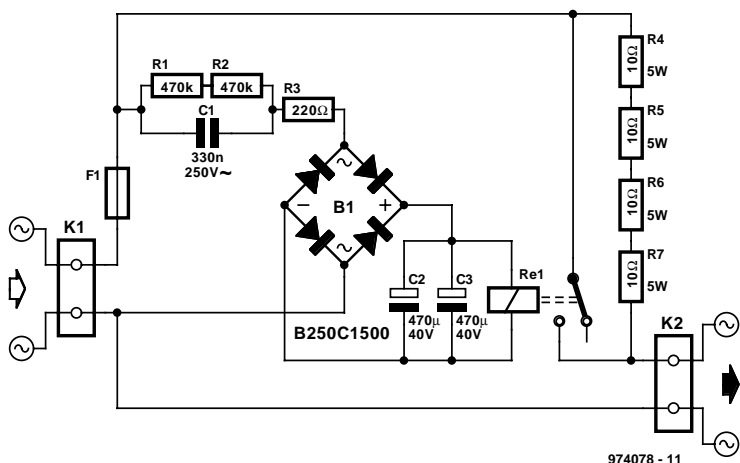 R1
470k
R2
470k
C1
330n
250V~
R3
220Ω
F1
K1
~
~
~
B1
–
+
~
B250C1500
C2
470µ
40V
C3
470µ
40V
Re1
R4
10Ω
5W
R5
10Ω
5W
R6
10Ω
5W
R7
10Ω
5W
K2
~
~
974078 - 11